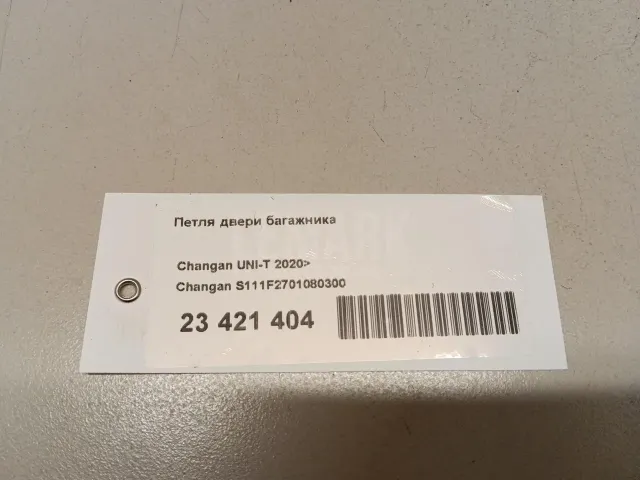 Петля двери багажника
Changan UNI-T 2020>
Changan S111F2701080300
23 421 404